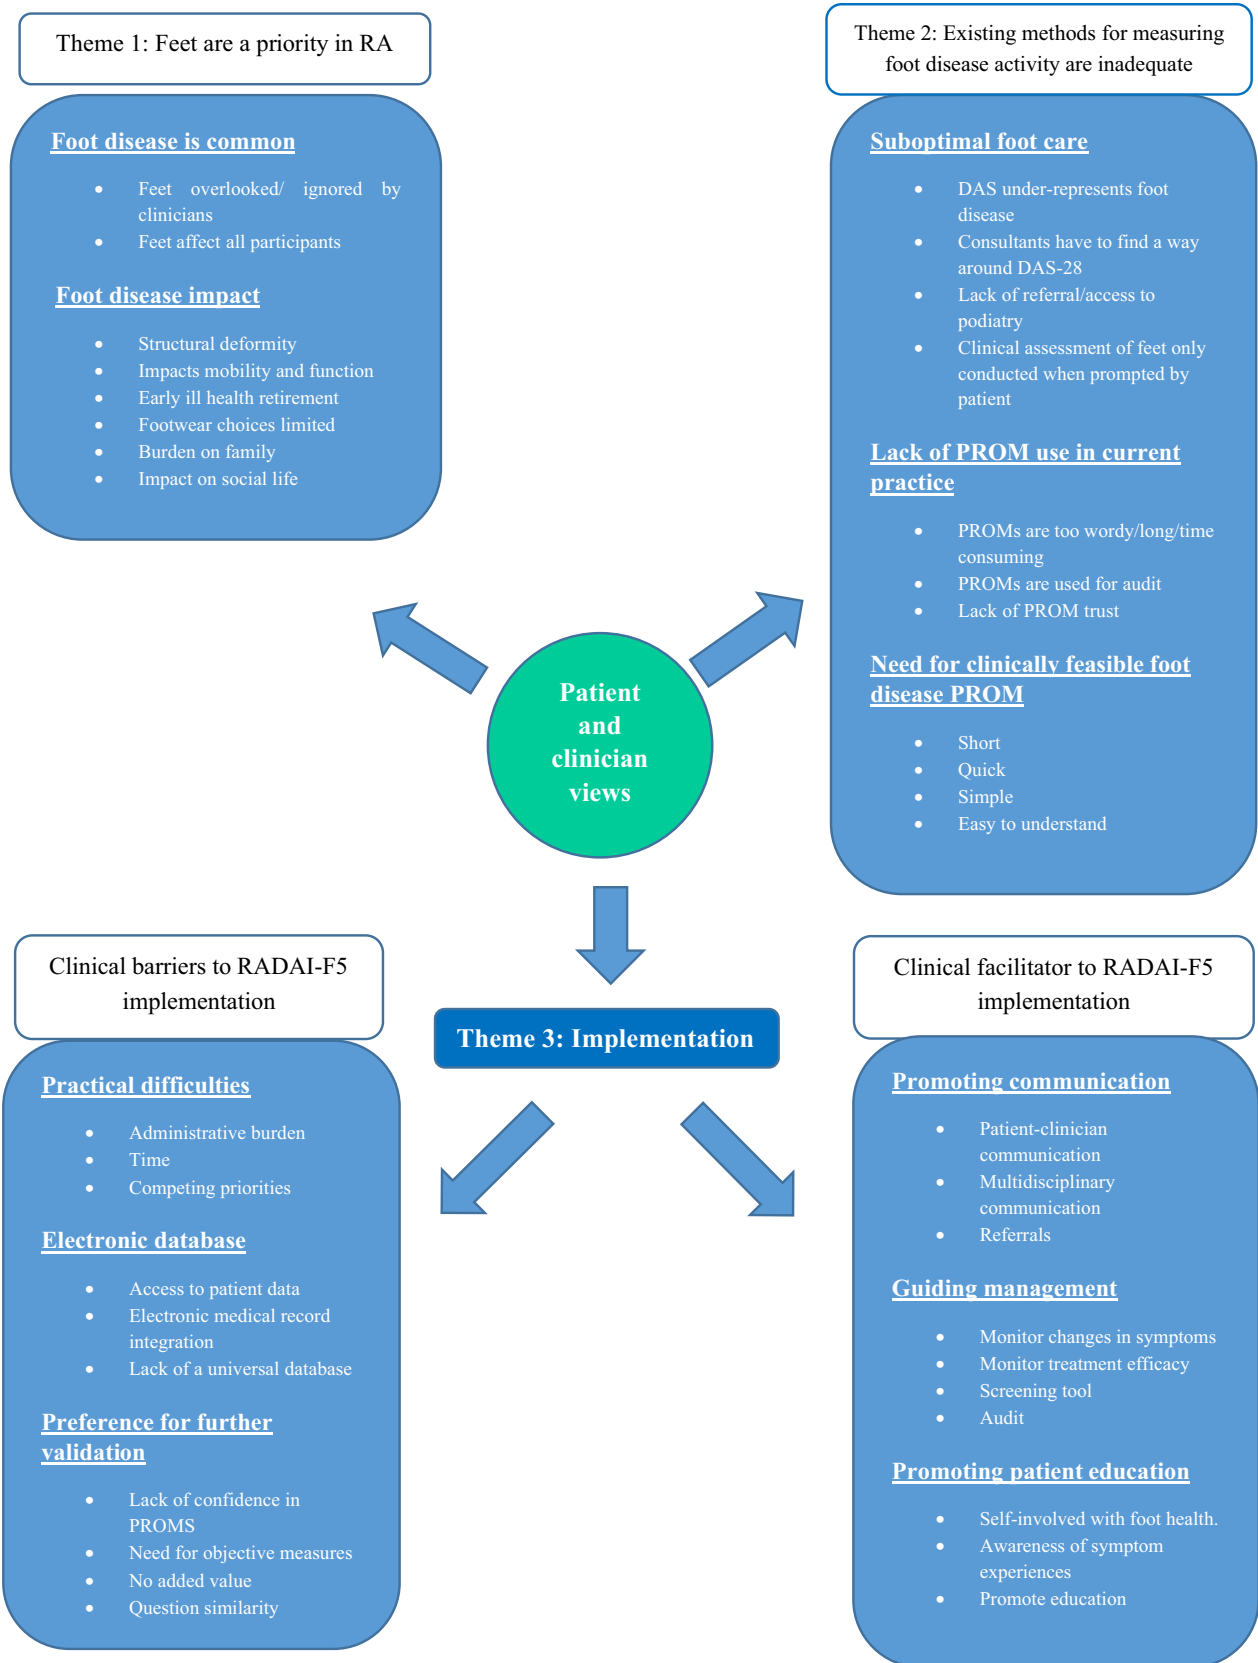 Theme 1: Feet are a priority in RA
Foot disease is common
• Feet overlooked/ ignored by
clinicians
• Feet affect all participants
Foot disease impact
• Structural deformity
• Impacts mobility and function
• Early ill health retirement
• Footwear choices limited
• Burden on family
• Impact on social life
Theme 2: Existing methods for measuring
foot disease activity are inadequate
Suboptimal foot care
• DAS under-represents foot
disease
• Consultants have to find a way
around DAS-28
• Lack of referral/access to
podiatry
• Clinical assessment of feet only
conducted when prompted by
patient
Lack of PROM use in current
practice
• PROMs are too wordy/long/time
consuming
• PROMs are used for audit
• Lack of PROM trust
Need for clinically feasible foot
disease PROM
• Short
• Quick
• Simple
• Easy to understand
Patient
and
clinician
views
Theme 3: Implementation
Clinical barriers to RADAI-F5
implementation
Practical difficulties
• Administrative burden
• Time
• Competing priorities
Electronic database
• Access to patient data
• Electronic medical record
integration
• Lack of a universal database
Preference for further
validation
• Lack of confidence in
PROMS
• Need for objective measures
• No added value
• Question similarity
Clinical facilitator to RADAI-F5
implementation
Promoting communication
• Patient-clinician
communication
• Multidisciplinary
communication
• Referrals
Guiding management
• Monitor changes in symptoms
• Monitor treatment efficacy
• Screening tool
• Audit
Promoting patient education
• Self-involved with foot health.
• Awareness of symptom
experiences
• Promote education